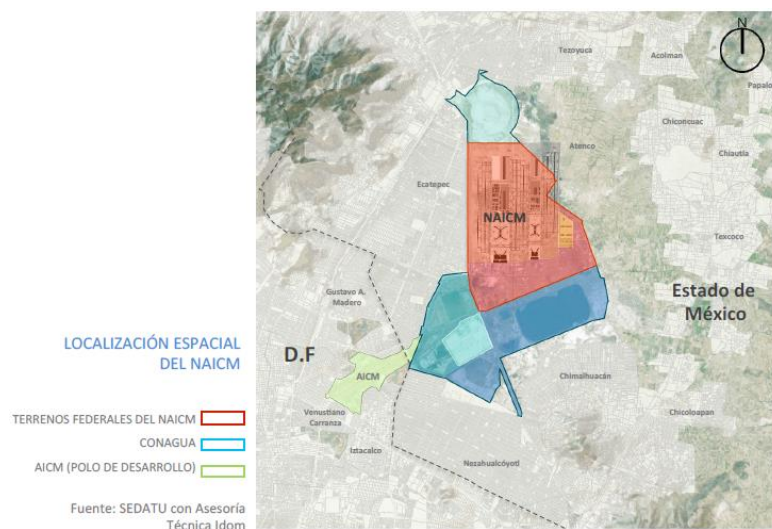 LOCALIZACIÓN ESPACIAL
DEL NAICM
TERRENOS FEDERALES DEL NAICM
CONAGUA
AICM (POLO DE DESARROLLO)
Fuente: SEDATU con Asesoría
Técnica Idom
N
Tezoyuca
Acolman
Papalo
Chiconcuac
Atenco
Chiautla
Ecatepec
NAICM
Texcoco
Gustavo A.
Madero
Estado de
México
D.F
AICM
Chimalhuacán
Venustiano
Carranza
Chicoloapan
Iztacalco
Nezahualcóyotl